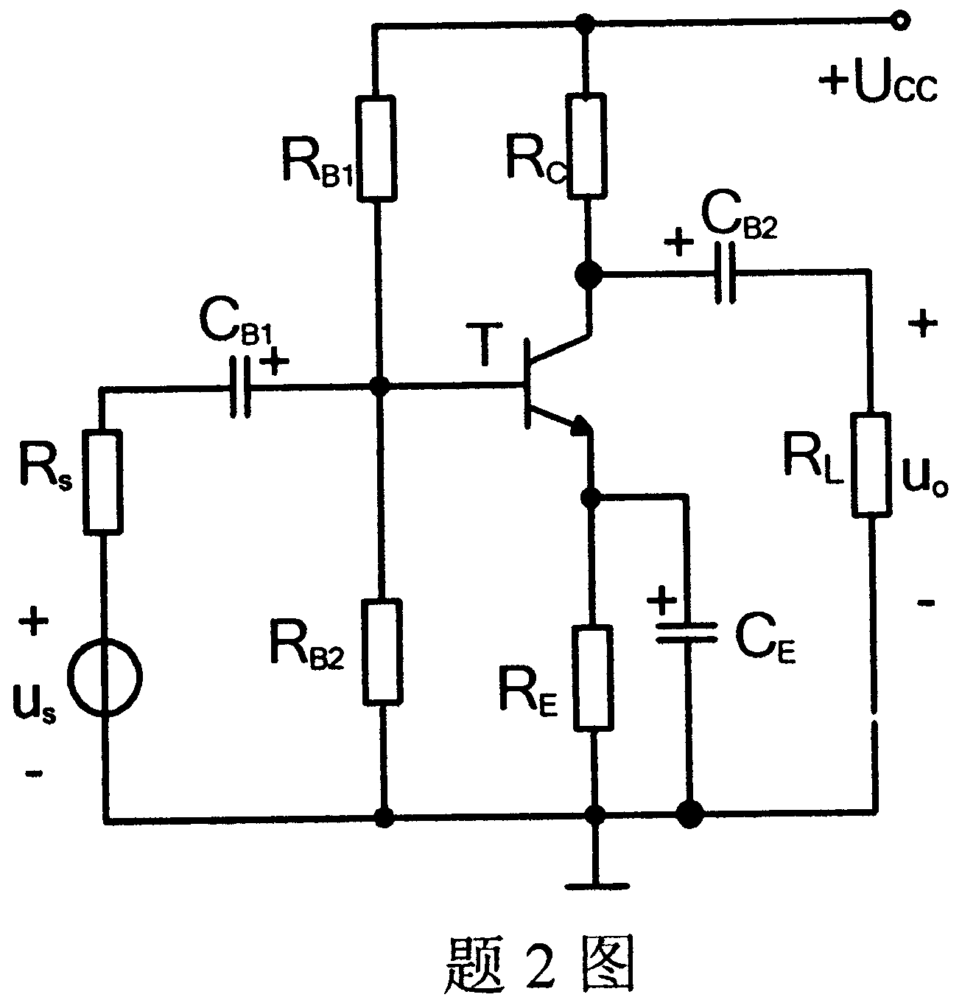 +UCC
RB1
RC
CB2
+
CB1
+
T
+
Rs
RL
uo
+
+
RB2
CE
us
RE
-
-
题 2 图